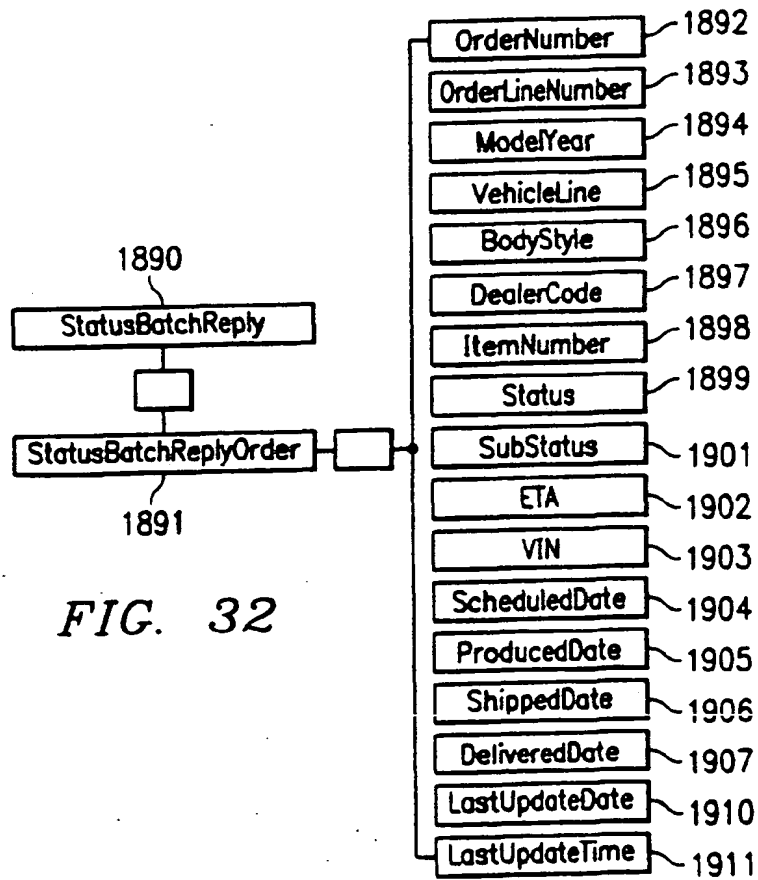 OrderNumber 1892
OrderLineNumber 1893
ModelYear 1894
VehicleLine 1895
BodyStyle 1896
DealerCode 1897
1890
StatusBatchReply
ItemNumber 1898
Status 1899
StatusBatchReplyOrder
1891
SubStatus 1901
ETA 1902
VIN 1903
ScheduledDate 1904
FIG. 32
ProducedDate 1905
ShippedDate 1906
DeliveredDate 1907
LastUpdateDate 1910
LastUpdateTime 1911